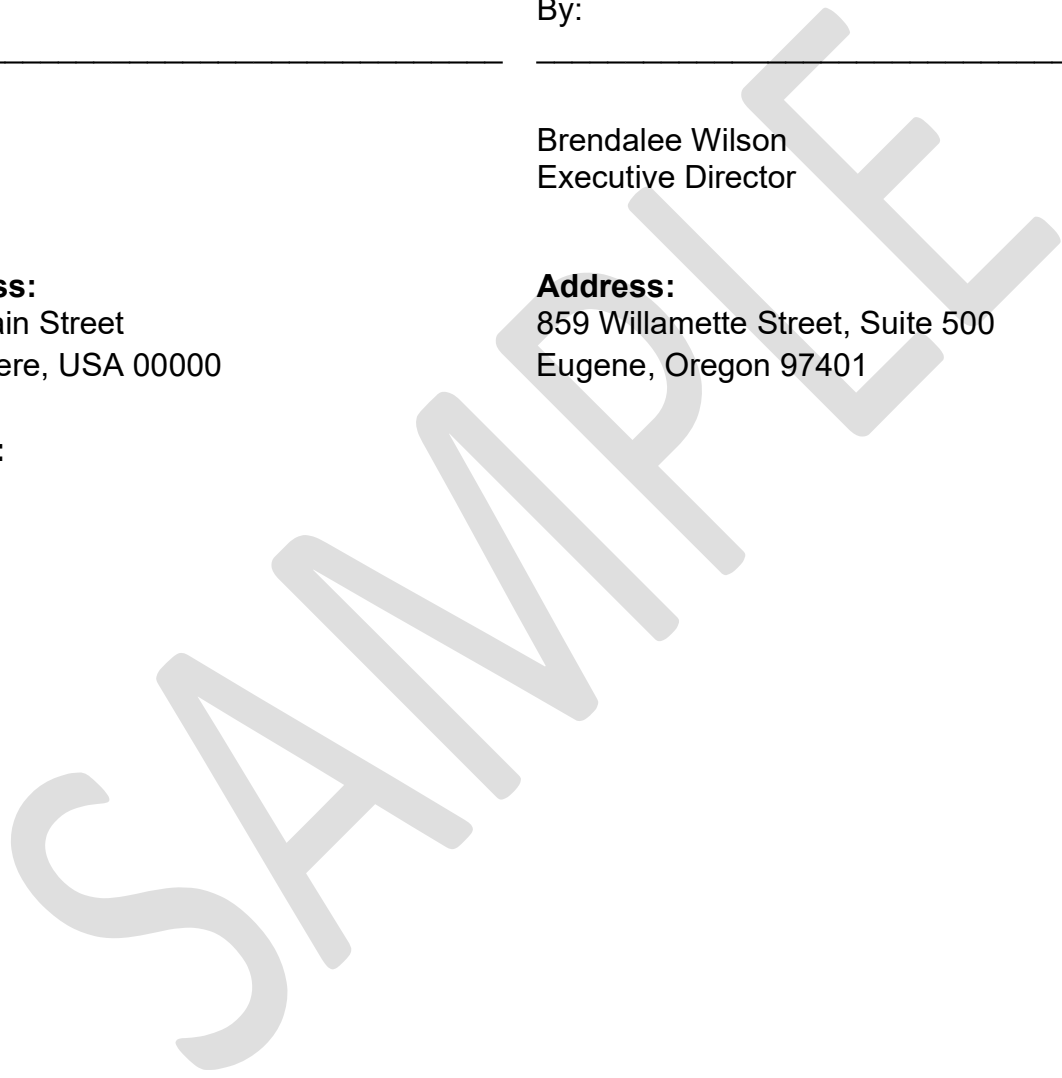 By:
Brendalee Wilson
Executive Director
ss:
ain Street
ere, USA 00000
:
Address:
859 Willamette Street, Suite 500
Eugene, Oregon 97401
SAMPLE